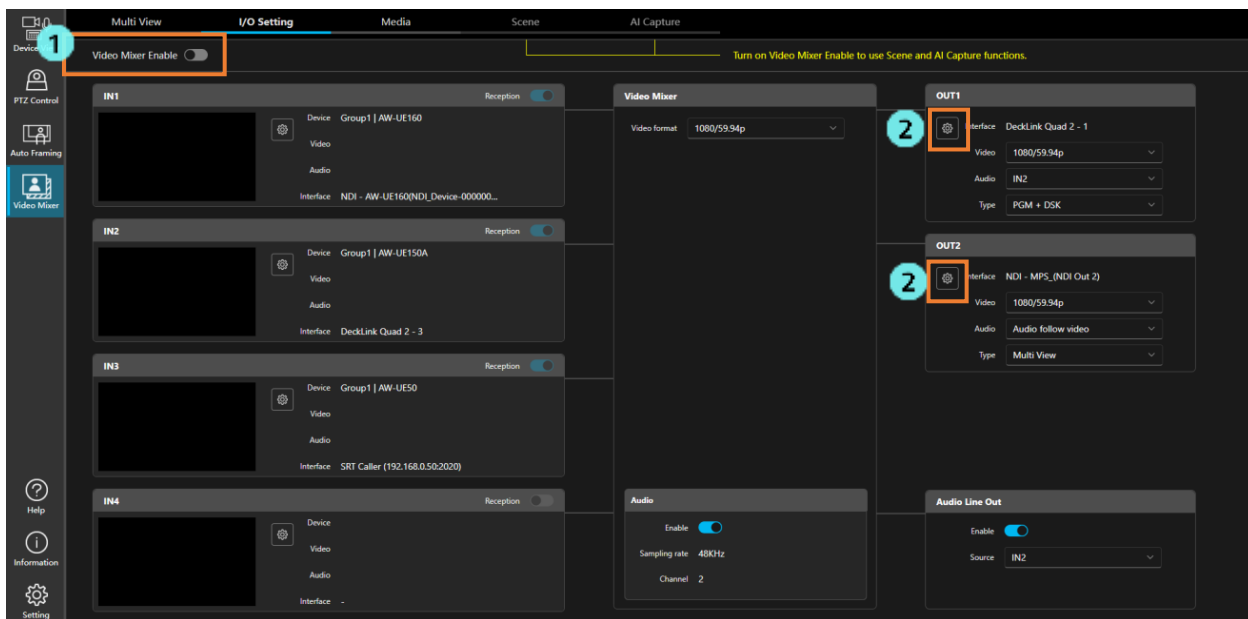 Multi View
I/O Setting
Media
Scene
AI Capture
1
Video Mixer Enable
Turn on Video Mixer Enable to use Scene and AI Capture functions.
PTZ Control
Auto Framing
Video Mixer
Help
Information
Setting
IN1
Reception
Device Group1 | AW-UE160
Video
Audio
Interface NDI - AW-UE160(NDI_Device-000000...
IN2
Reception
Device Group1 | AW-UE150A
Video
Audio
Interface DeckLink Quad 2 - 3
IN3
Reception
Device Group1 | AW-UE50
Video
Audio
Interface SRT Caller (192.168.0.50:2020)
IN4
Reception
Device
Video
Audio
Interface -
Video Mixer
Video format 1080/59.94p
Audio
Enable
Sampling rate 48KHz
Channel 2
OUT1
2
Interface DeckLink Quad 2 - 1
Video 1080/59.94p
Audio IN2
Type PGM + DSK
OUT2
2
Interface NDI - MPS_(NDI Out 2)
Video 1080/59.94p
Audio Audio follow video
Type Multi View
Audio Line Out
Enable
Source IN2